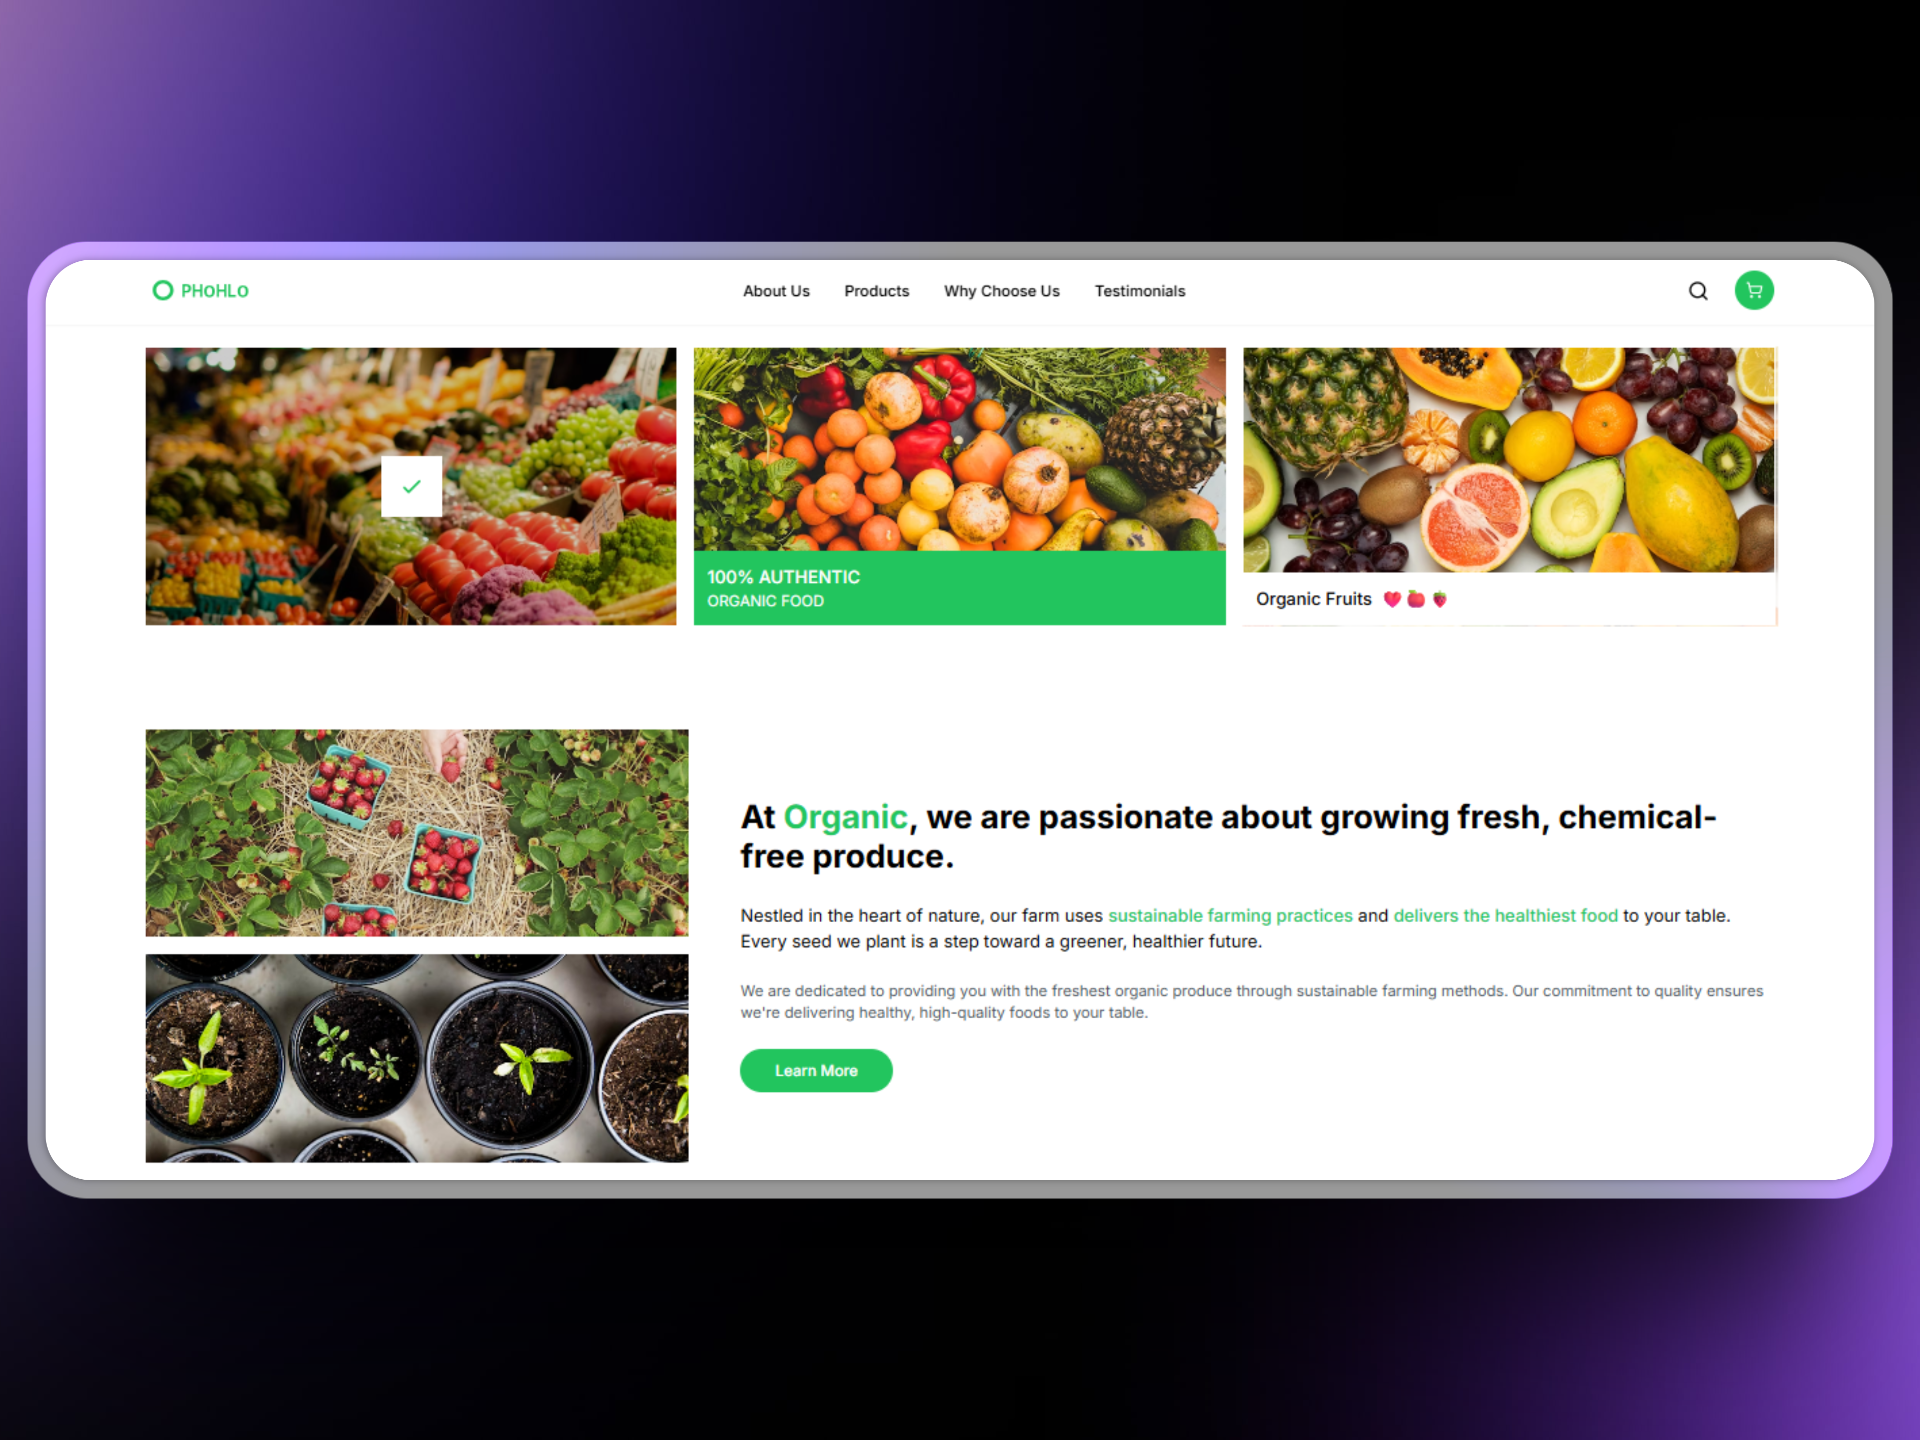 PHOHLO
About Us
Products
Why Choose Us
Testimonials
100% AUTHENTIC
ORGANIC FOOD
Organic Fruits
At Organic, we are passionate about growing fresh, chemical-
free produce.
Nestled in the heart of nature, our farm uses sustainable farming practices and delivers the healthiest food to your table.
Every seed we plant is a step toward a greener, healthier future.
We are dedicated to providing you with the freshest organic produce through sustainable farming methods. Our commitment to quality ensures
we're delivering healthy, high-quality foods to your table.
Learn More